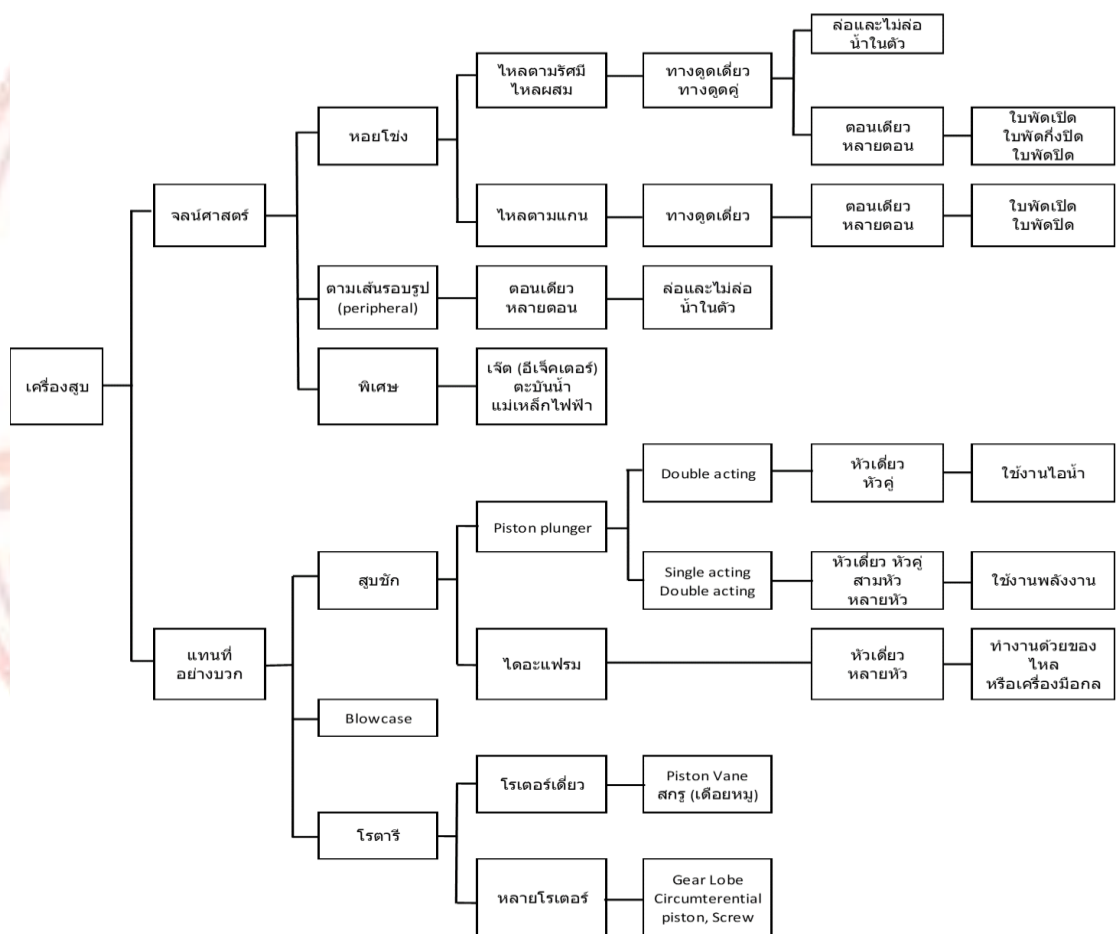 เครื่องสูบ
จลน์ศาสตร์
หอยโข่ง
ไหลตามรัศมี
ไหลผสม
ทางดูดเดี่ยว
ทางดูดคู่
ล่อและไม่ล่อ
น้ำในตัว
ตอนเดียว
หลายตอน
ใบพัดเปิด
ใบพัดกึ่งปิด
ใบพัดปิด
ไหลตามแกน
ทางดูดเดี่ยว
ตอนเดียว
หลายตอน
ใบพัดเปิด
ใบพัดปิด
ตามเส้นรอบรูป
(peripheral)
ตอนเดียว
หลายตอน
ล่อและไม่ล่อ
น้ำในตัว
พิเศษ
เจ๊ต (อีเจ็คเตอร์)
ตะบันน้ำ
แม่เหล็กไฟฟ้า
แทนที่
อย่างบวก
สูบชัก
Piston plunger
Double acting
หัวเดี่ยว
หัวคู่
ใช้งานไอน้ำ
Single acting
Double acting
หัวเดี่ยว หัวคู่
สามหัว
หลายหัว
ใช้งานพลังงาน
ไดอะแฟรม
หัวเดี่ยว
หลายหัว
ทำงานด้วยของ
ไหล
หรือเครื่องมือกล
Blowcase
โรตารี
โรเตอร์เดี่ยว
Piston Vane
สกรู (เดือยหมู)
หลายโรเตอร์
Gear Lobe
Circumterential
piston, Screw